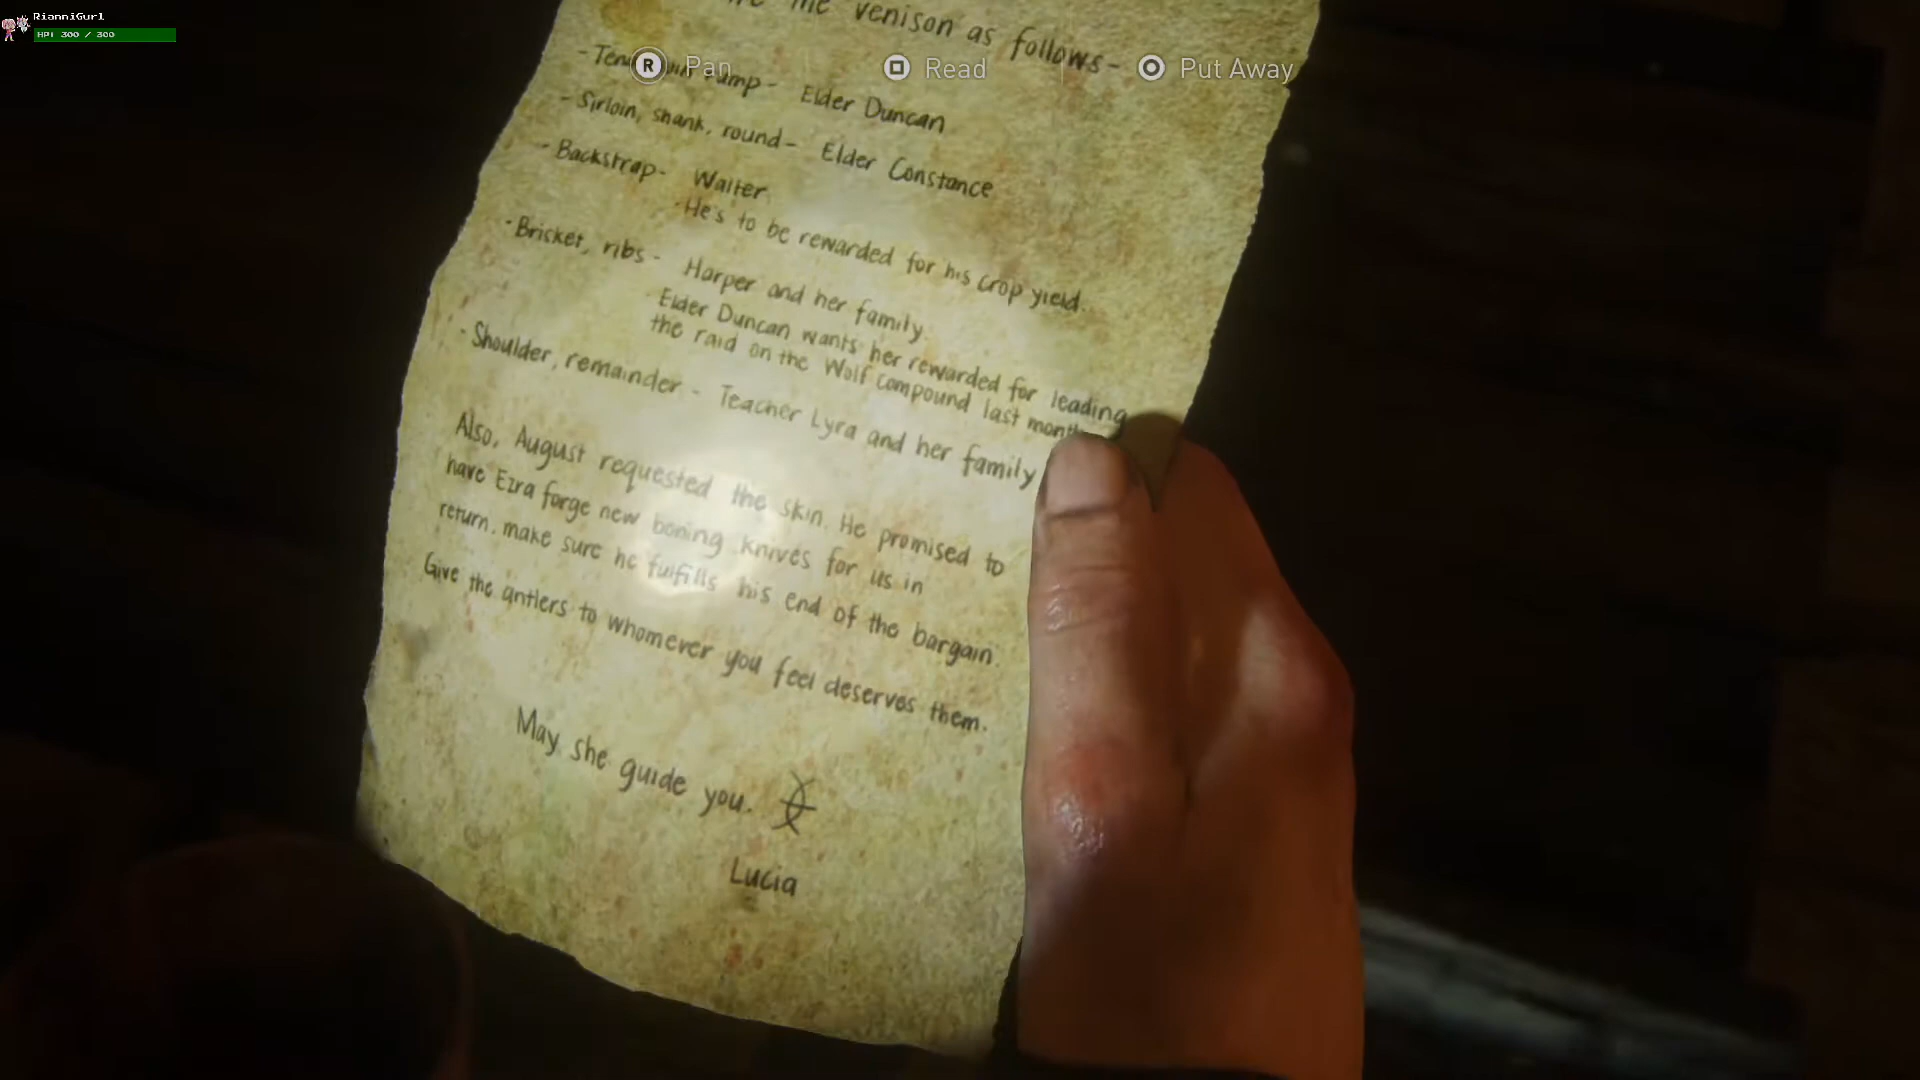 RianniGurl
HP: 300 / 300
the venison as follows-
R Pan
Read
Put Away
- Elder Duncan
- Sirloin, shank, round- Elder Constance
- Backstrap- Walter
He's to be rewarded for his crop yield.
- Brisket, ribs - Harper and her family.
Elder Duncan wants her rewarded for leading
the raid on the Wolf compound last month
- Shoulder, remainder - Teacher Lyra and her family
Also, August requested the skin. He promised to
have Ezra forge new boning knives for us in
return. make sure he fulfills his end of the bargain.
Give the antlers to whomever you feel deserves them.
May she guide you.
Lucia